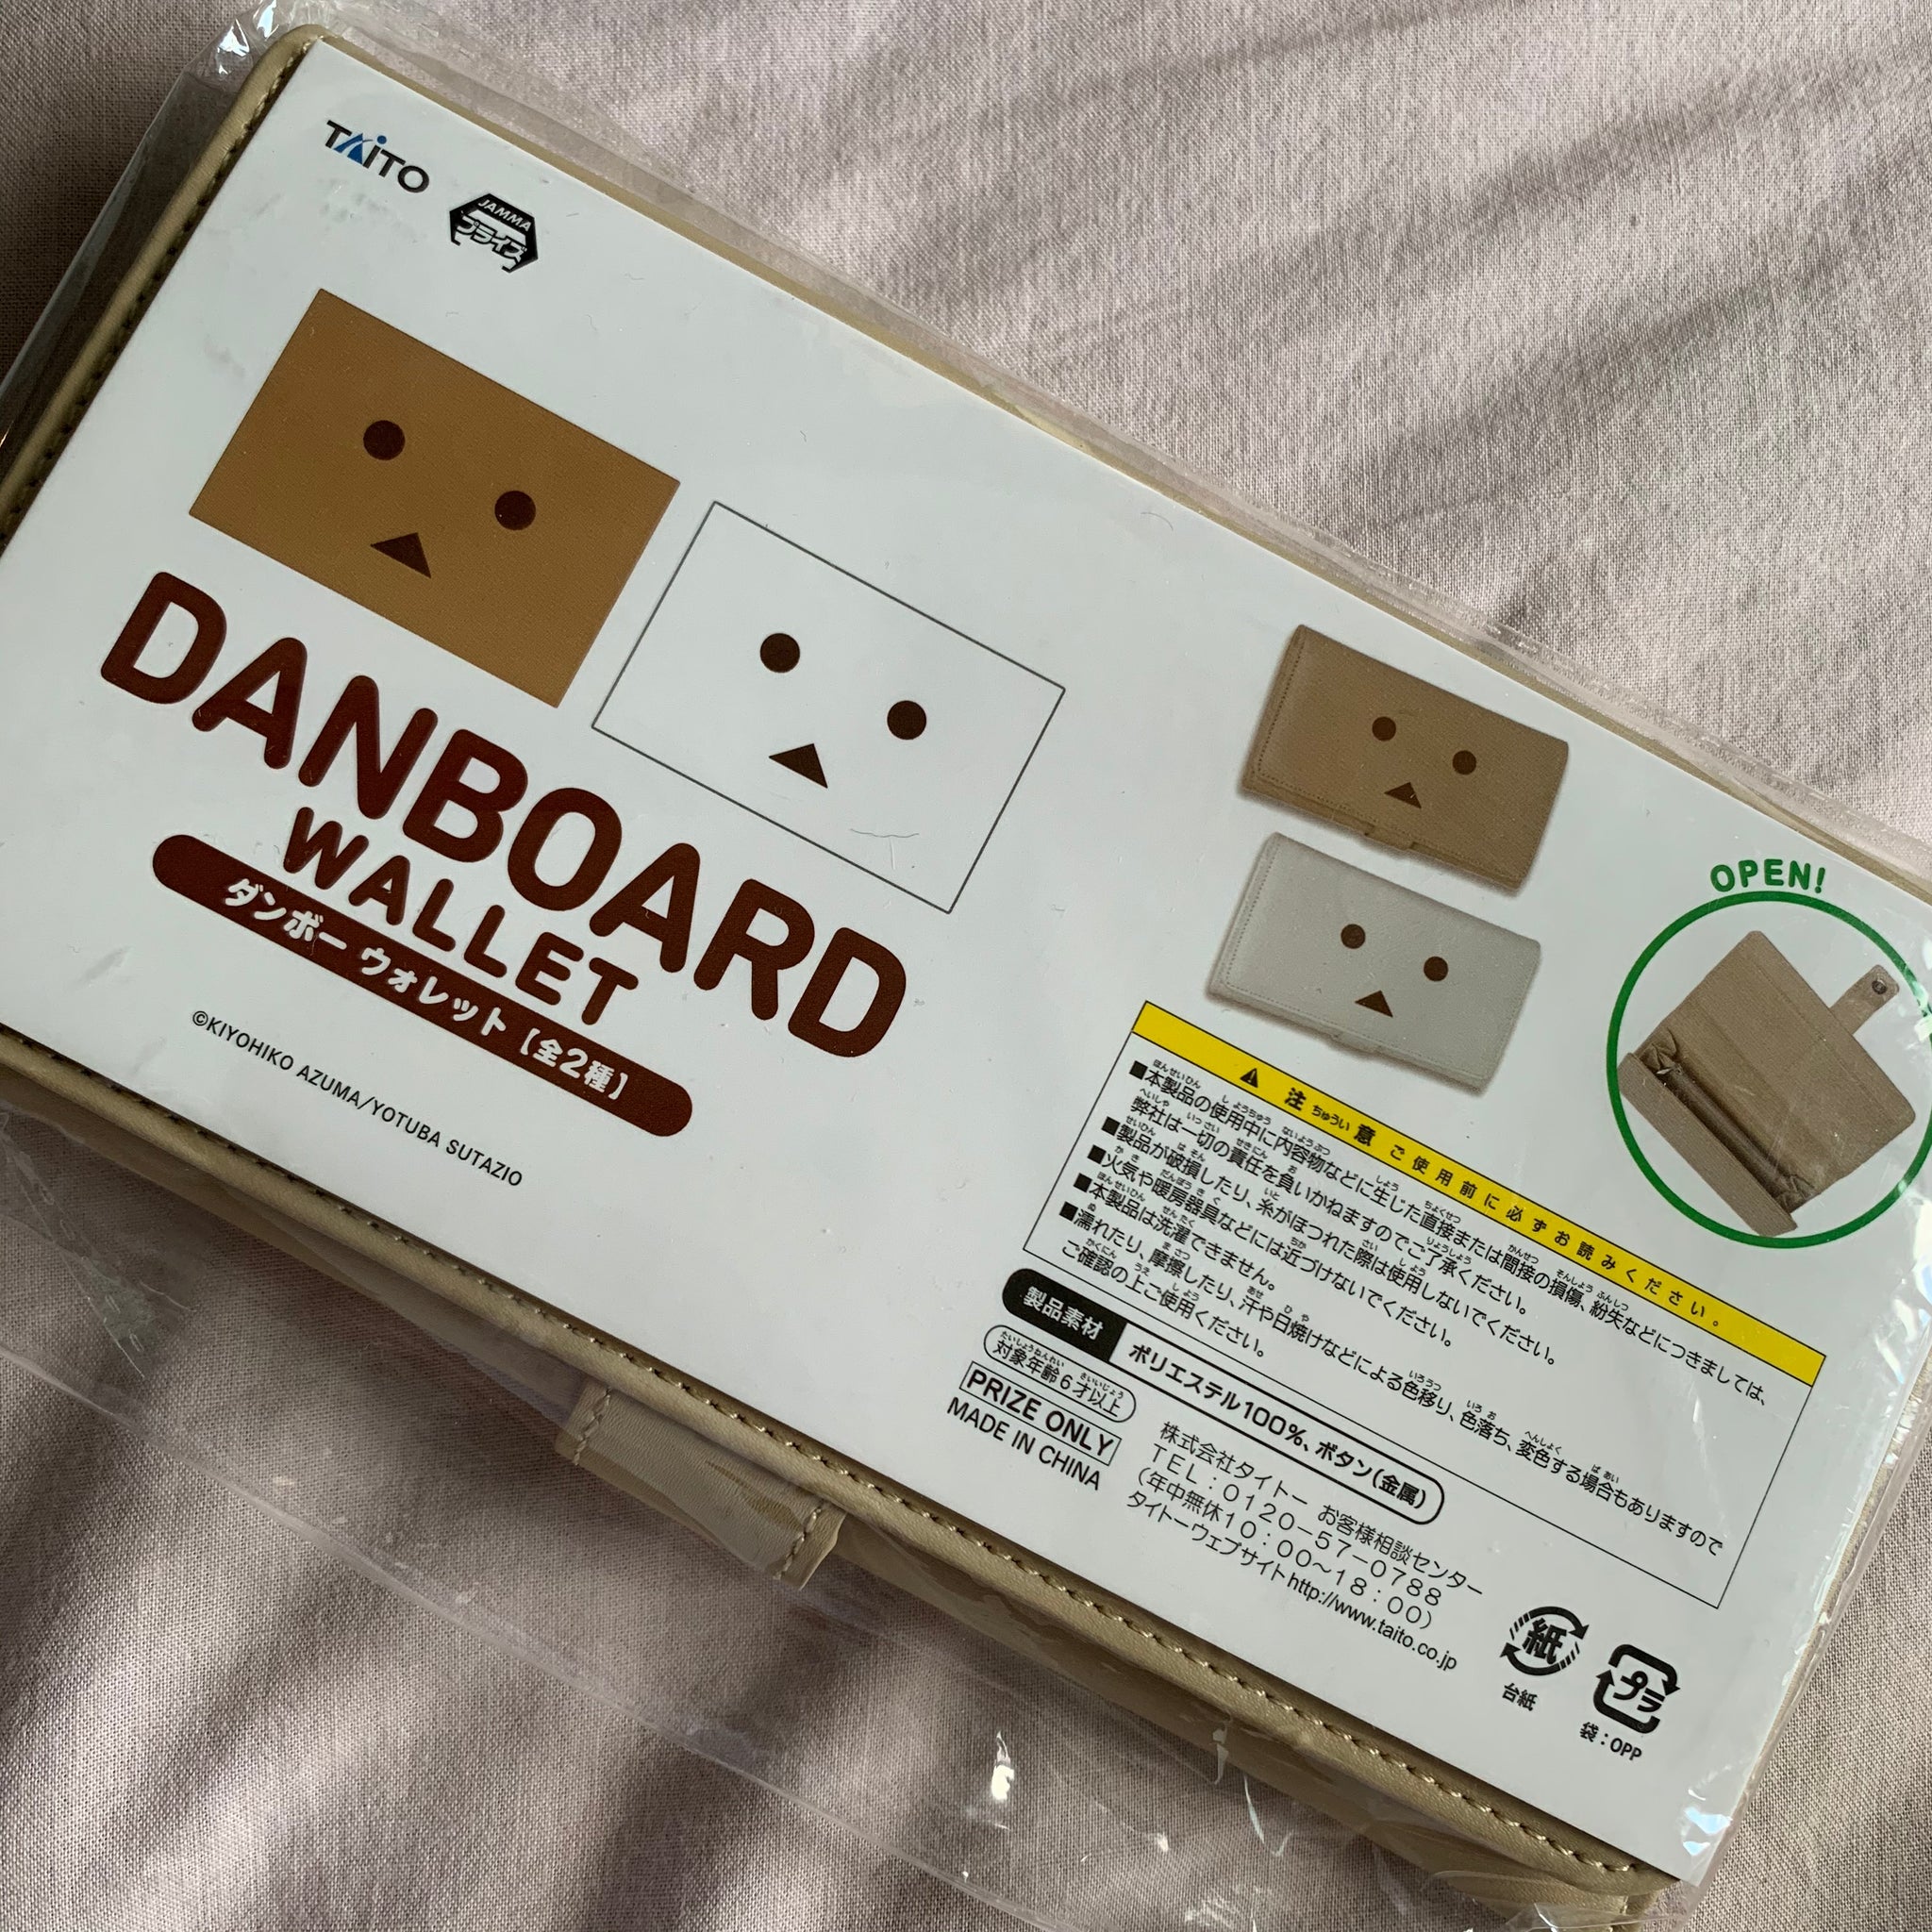 TAITO
JAMMA
プライズ
DANBOARD
WALLET
ダンボー ウォレット [全2種]
©KIYOHIKO AZUMA/YOTUBA SUTAZIO
OPEN!
注意 ちゅうい ご使用前に必ずお読みください。
■本製品の使用中に内容物などに生じた直接または間接の損傷、紛失などにつきましては、
弊社は一切の責任を負いかねますのでご了承ください。
■製品が破損したり、糸がほつれた際は使用しないでください。
■火気や暖房器具などには近づけないでください。
■本製品は洗濯できません。
■濡れたり、摩擦したり、汗や日焼けなどによる色移り、色落ち、変色する場合もありますので
ご確認の上ご使用ください。
製品素材 ポリエステル100%、ボタン(金属)
対象年齢6才以上
PRIZE ONLY
MADE IN CHINA
株式会社タイトー お客様相談センター
TEL:0120-57-0788
(年中無休10:00〜18:00)
タイトーウェブサイトhttp://www.taito.co.jp
紙
台紙
プラ
袋:OPP